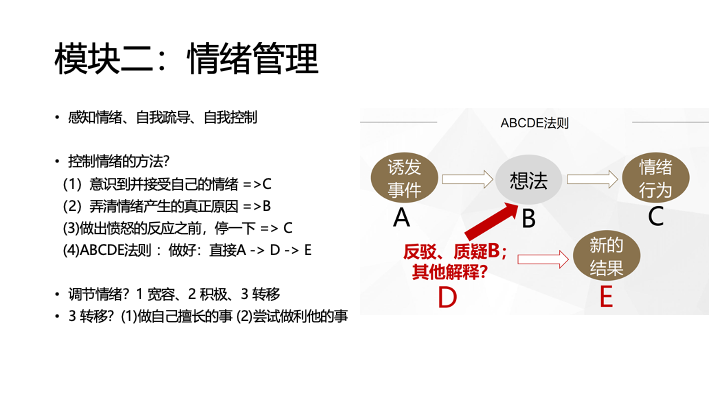 模块二：情绪管理
• 感知情绪、自我疏导、自我控制
• 控制情绪的方法？
(1）意识到并接受自己的情绪 =>C
(2）弄清情绪产生的真正原因 =>B
(3)做出愤怒的反应之前，停一下 => C
(4)ABCDE法则 ：做好：直接A -> D -> E
• 调节情绪？1 宽容、2 积极、3 转移
• 3 转移？(1)做自己擅长的事 (2)尝试做利他的事
ABCDE法则
诱发
事件
A
想法
B
情绪
行为
C
反驳、质疑B；
其他解释？
D
新的
结果
E